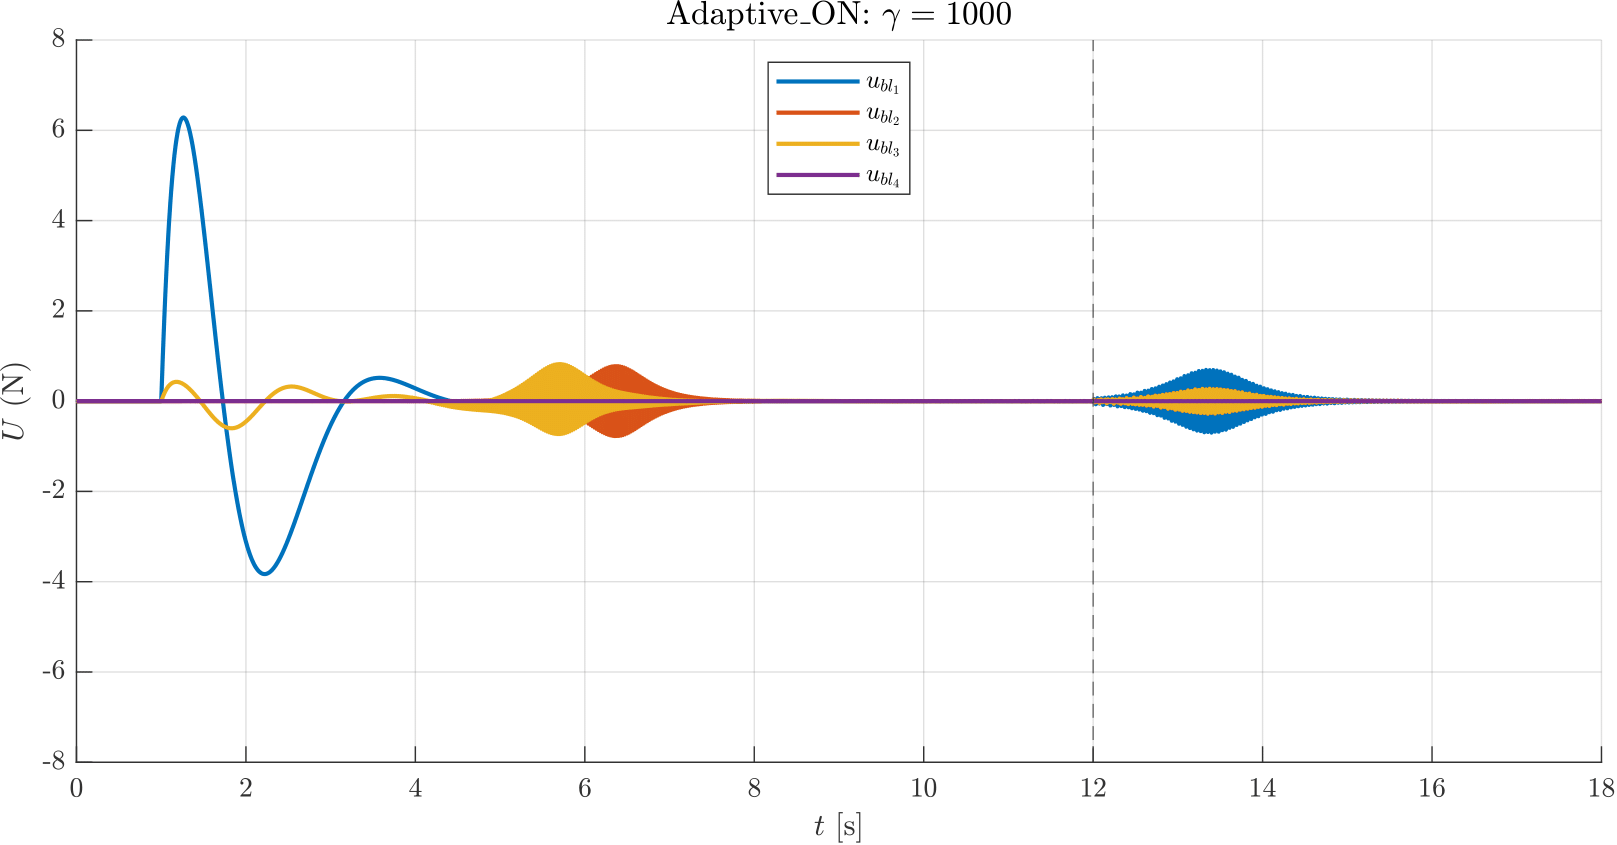 Adaptive_ON: γ = 1000
8
6
4
2
0
-2
-4
-6
-8
U (N)
u_{bl_1}
u_{bl_2}
u_{bl_3}
u_{bl_4}
0 2 4 6 8 10 12 14 16 18
t [s]